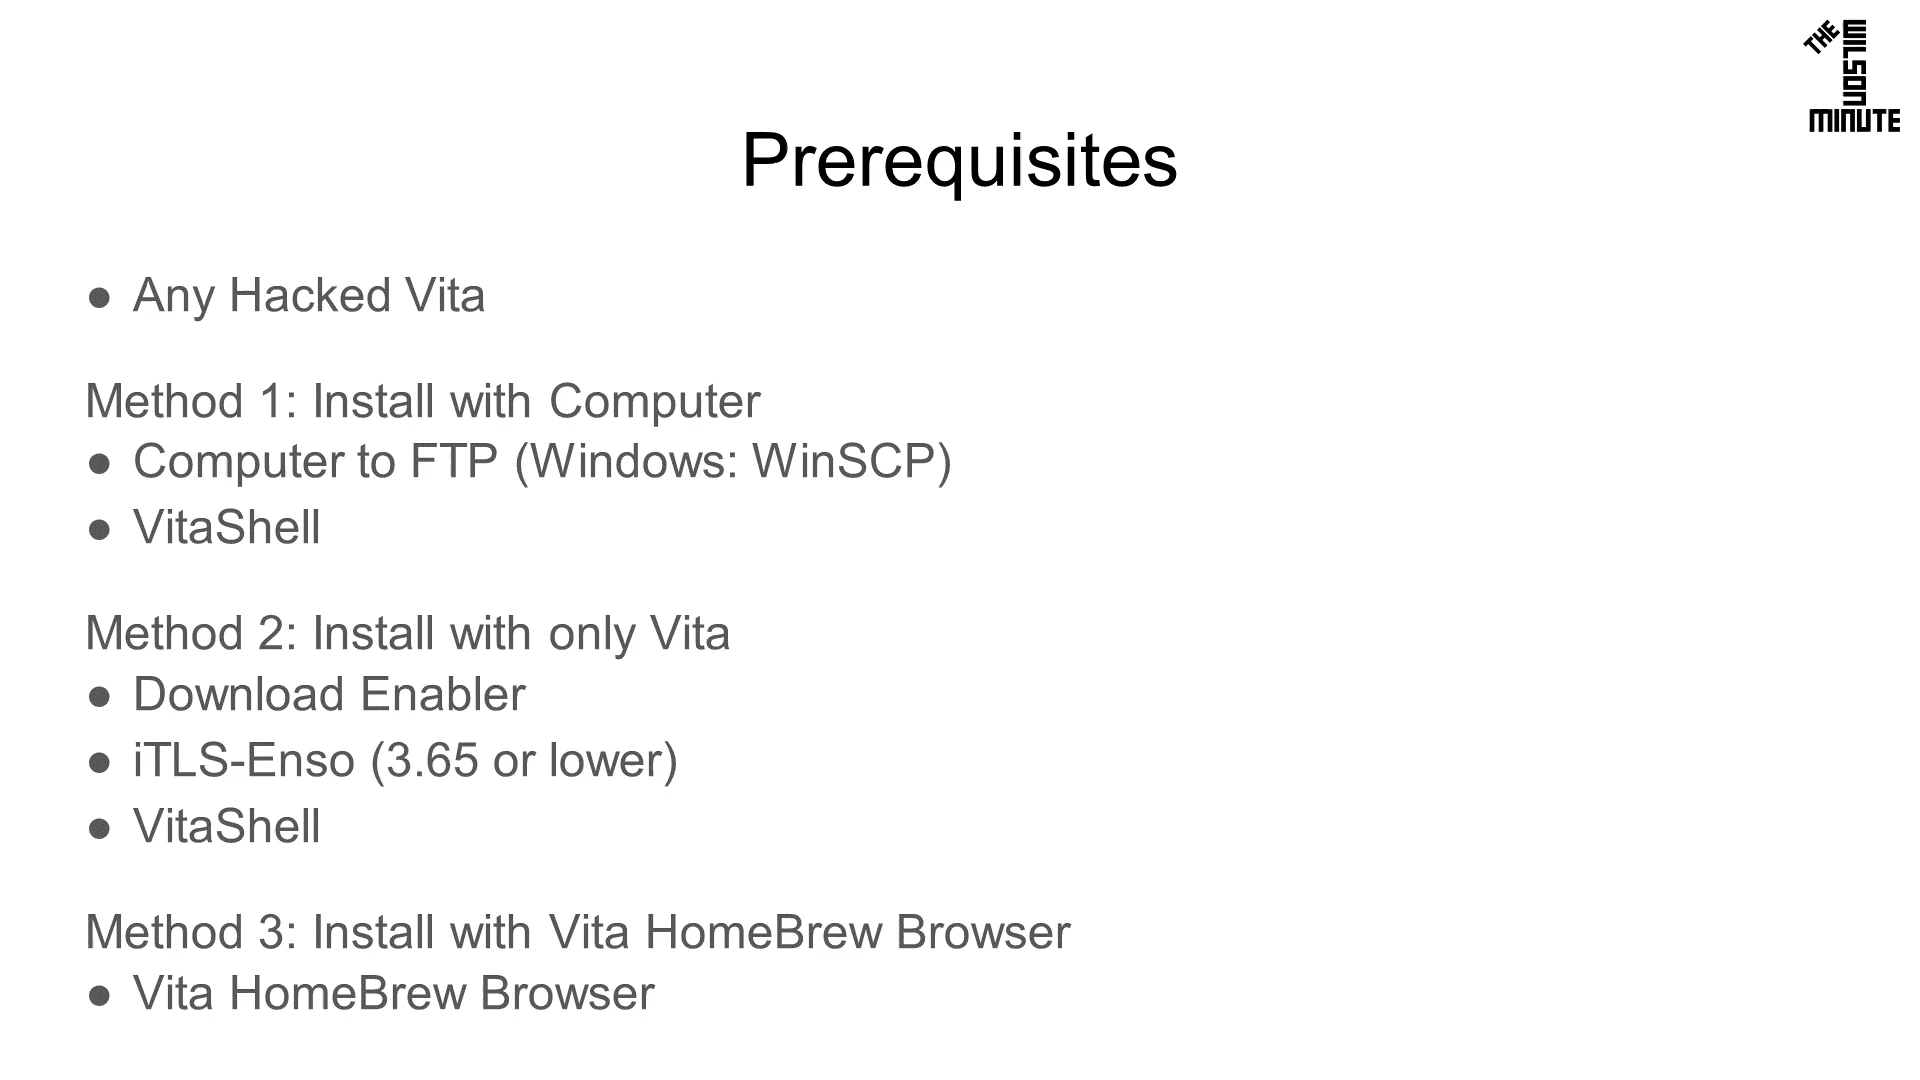 THE
WILSON
MINUTE
Prerequisites
● Any Hacked Vita
Method 1: Install with Computer
● Computer to FTP (Windows: WinSCP)
● VitaShell
Method 2: Install with only Vita
● Download Enabler
● iTLS-Enso (3.65 or lower)
● VitaShell
Method 3: Install with Vita HomeBrew Browser
● Vita HomeBrew Browser